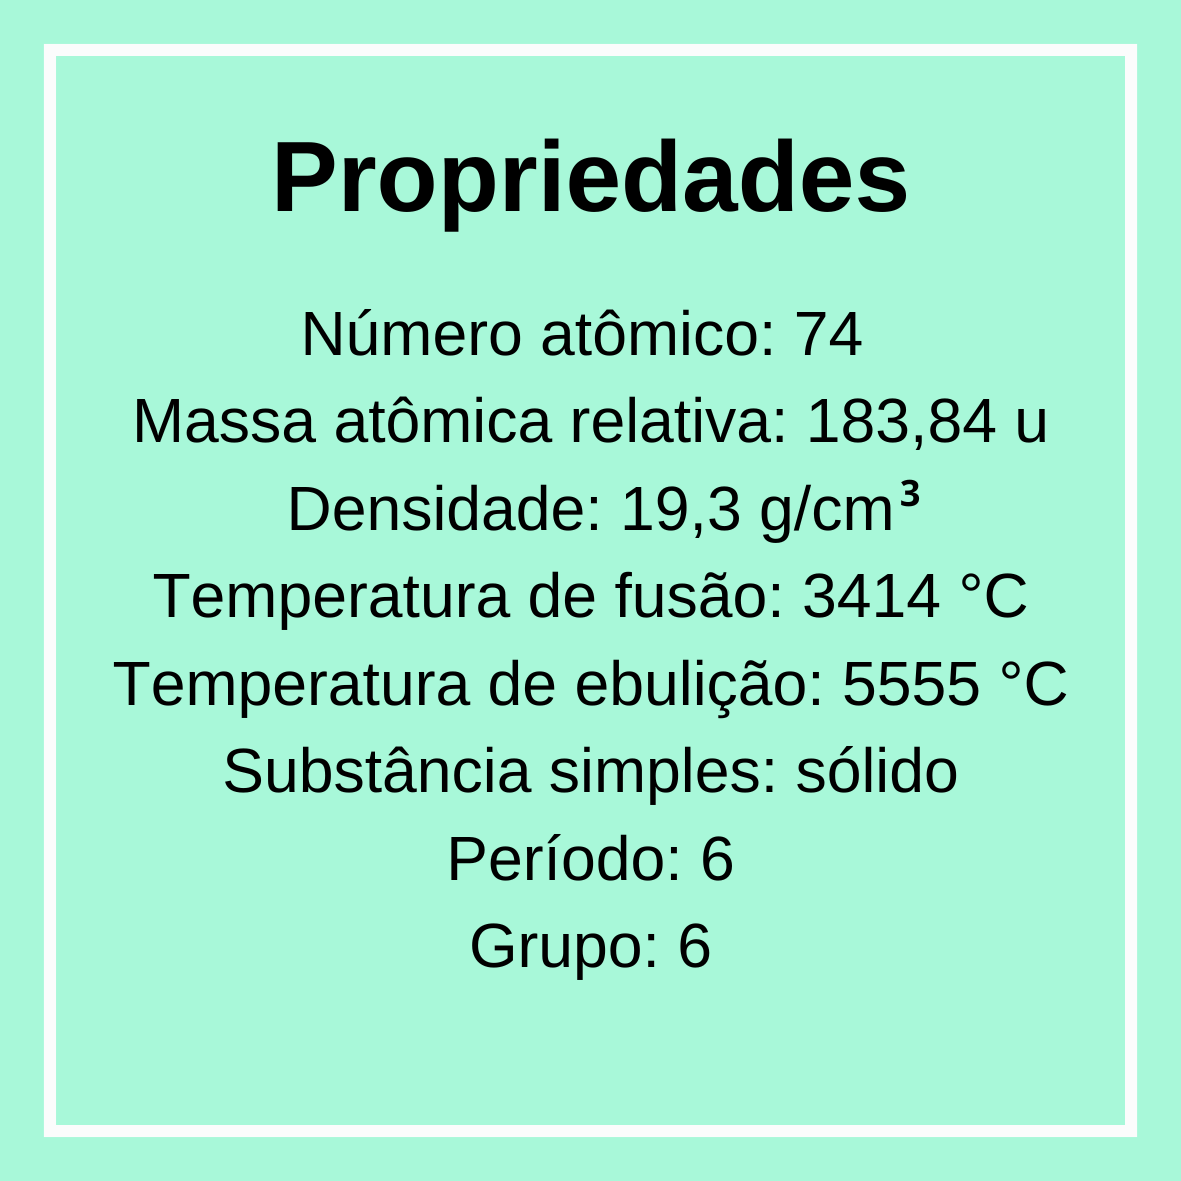 Propriedades
Número atômico: 74
Massa atômica relativa: 183,84 u
Densidade: 19,3 g/cm³
Temperatura de fusão: 3414 °C
Temperatura de ebulição: 5555 °C
Substância simples: sólido
Período: 6
Grupo: 6